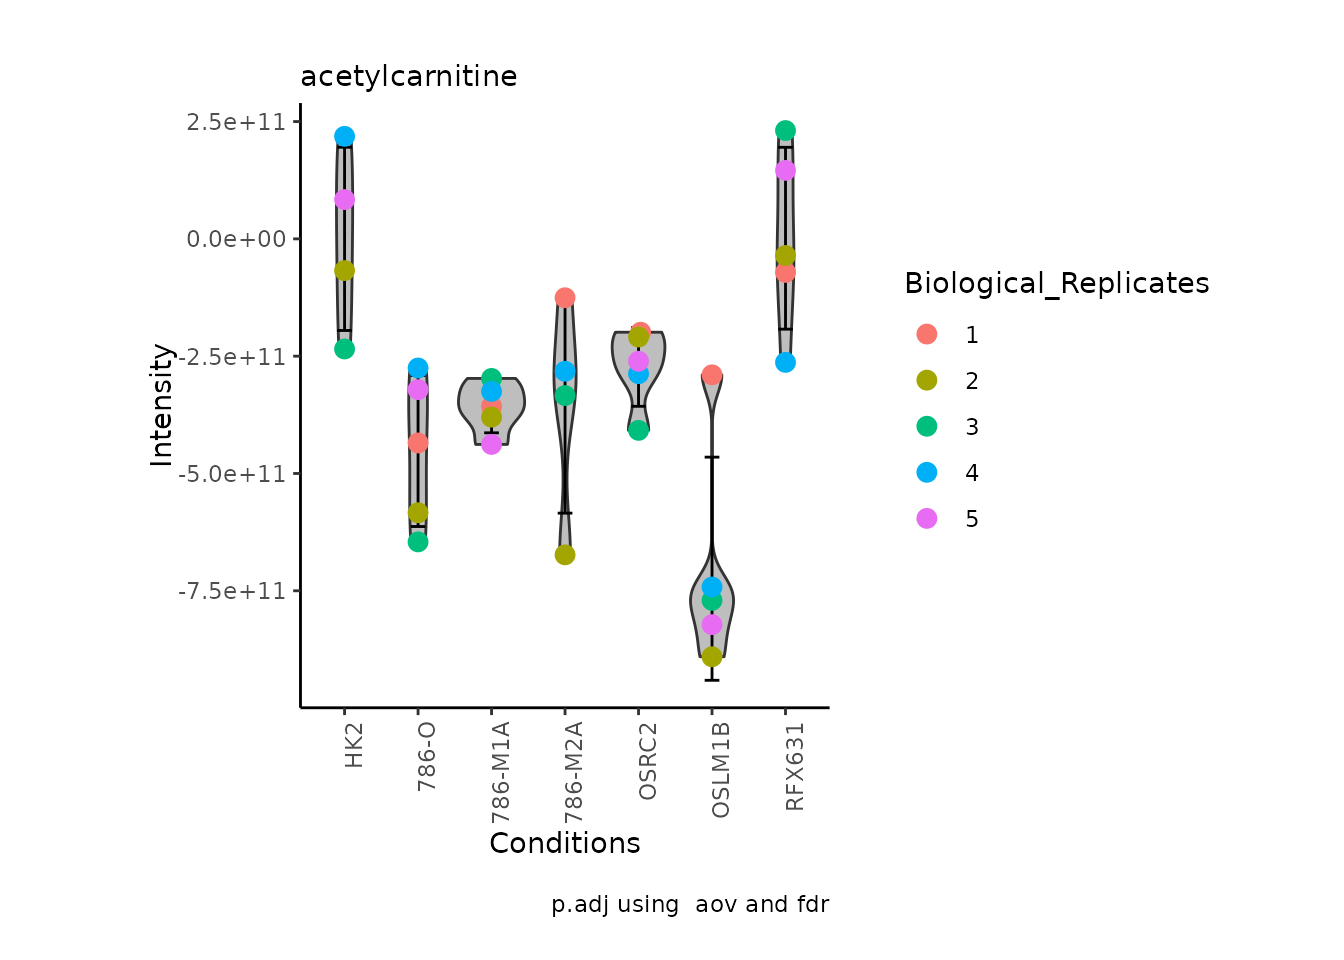 acetylcarnitine
Intensity
2.5e+11
0.0e+00
-2.5e+11
-5.0e+11
-7.5e+11
HK2
786-O
786-M1A
786-M2A
OSRC2
OSLM1B
RFX631
Conditions
Biological_Replicates
1
2
3
4
5
p.adj using  aov and fdr